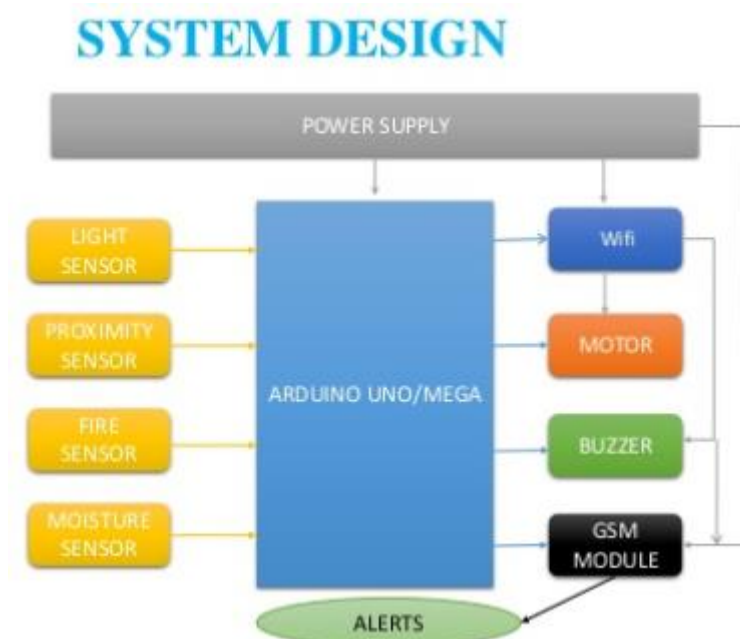 SYSTEM DESIGN
POWER SUPPLY
LIGHT
SENSOR
PROXIMITY
SENSOR
FIRE
SENSOR
MOISTURE
SENSOR
ARDUINO UNO/MEGA
Wifi
MOTOR
BUZZER
GSM
MODULE
ALERTS